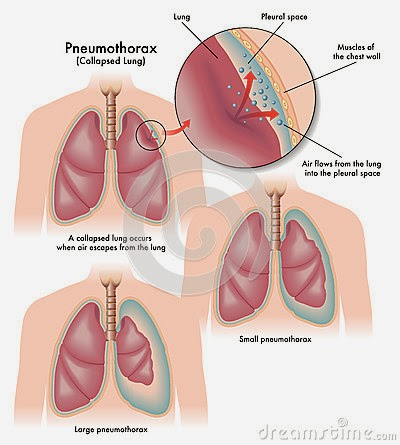 Pneumothorax
(Collapsed Lung)
Lung
Pleural space
Muscles of
the chest wall
Air flows from the lung
into the pleural space
A collapsed lung occurs
when air escapes from the lung
Small pneumothorax
Large pneumothorax
dreamstime.com